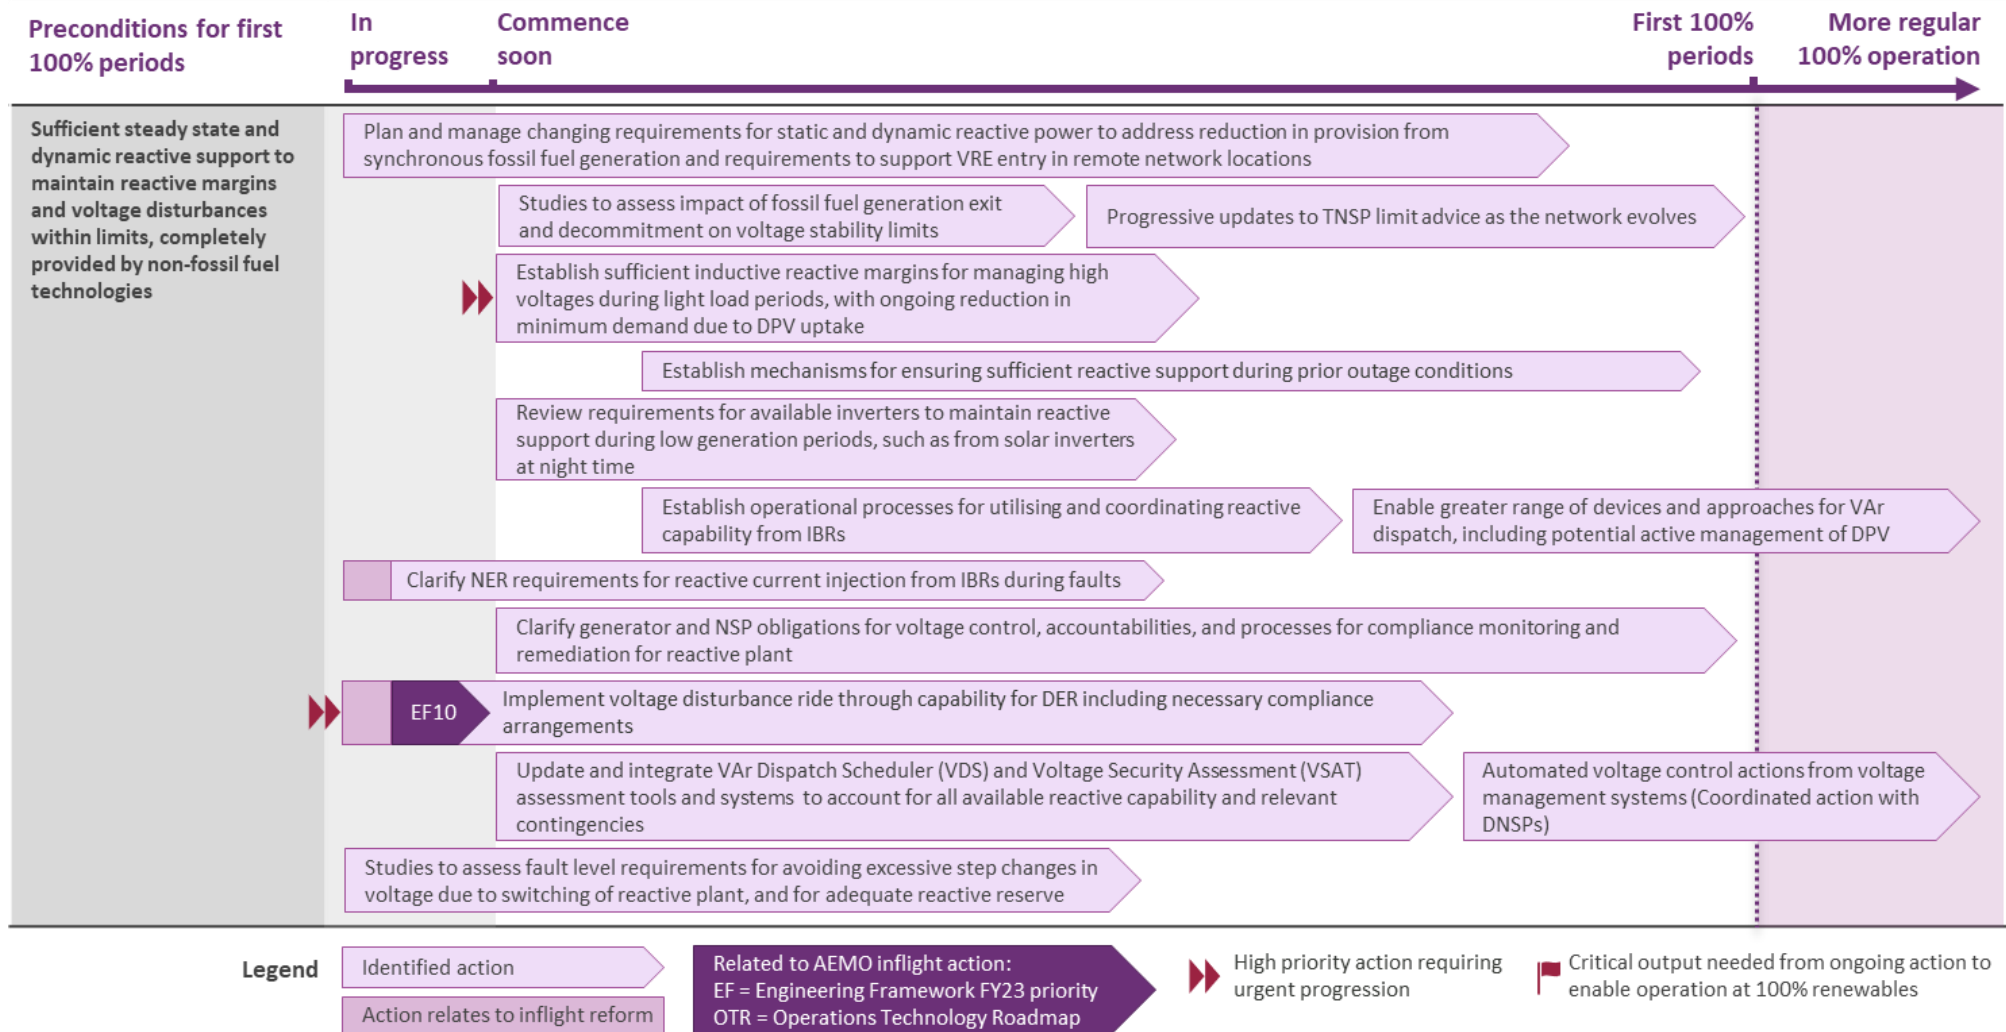 Preconditions for first
100% periods
In
progress
Commence
soon
First 100%
periods
More regular
100% operation
Sufficient steady state and
dynamic reactive support to
maintain reactive margins
and voltage disturbances
within limits, completely
provided by non-fossil fuel
technologies
Plan and manage changing requirements for static and dynamic reactive power to address reduction in provision from
synchronous fossil fuel generation and requirements to support VRE entry in remote network locations
Studies to assess impact of fossil fuel generation exit
and decommitment on voltage stability limits
Progressive updates to TNSP limit advice as the network evolves
Establish sufficient inductive reactive margins for managing high
voltages during light load periods, with ongoing reduction in
minimum demand due to DPV uptake
Establish mechanisms for ensuring sufficient reactive support during prior outage conditions
Review requirements for available inverters to maintain reactive
support during low generation periods, such as from solar inverters
at night time
Establish operational processes for utilising and coordinating reactive
capability from IBRs
Enable greater range of devices and approaches for VAr
dispatch, including potential active management of DPV
Clarify NER requirements for reactive current injection from IBRs during faults
Clarify generator and NSP obligations for voltage control, accountabilities, and processes for compliance monitoring and
remediation for reactive plant
EF10
Implement voltage disturbance ride through capability for DER including necessary compliance
arrangements
Update and integrate VAr Dispatch Scheduler (VDS) and Voltage Security Assessment (VSAT)
assessment tools and systems to account for all available reactive capability and relevant
contingencies
Automated voltage control actions from voltage
management systems (Coordinated action with
DNSPs)
Studies to assess fault level requirements for avoiding excessive step changes in
voltage due to switching of reactive plant, and for adequate reactive reserve
Legend
Identified action
Action relates to inflight reform
Related to AEMO inflight action:
EF = Engineering Framework FY23 priority
OTR = Operations Technology Roadmap
High priority action requiring
urgent progression
Critical output needed from ongoing action to
enable operation at 100% renewables